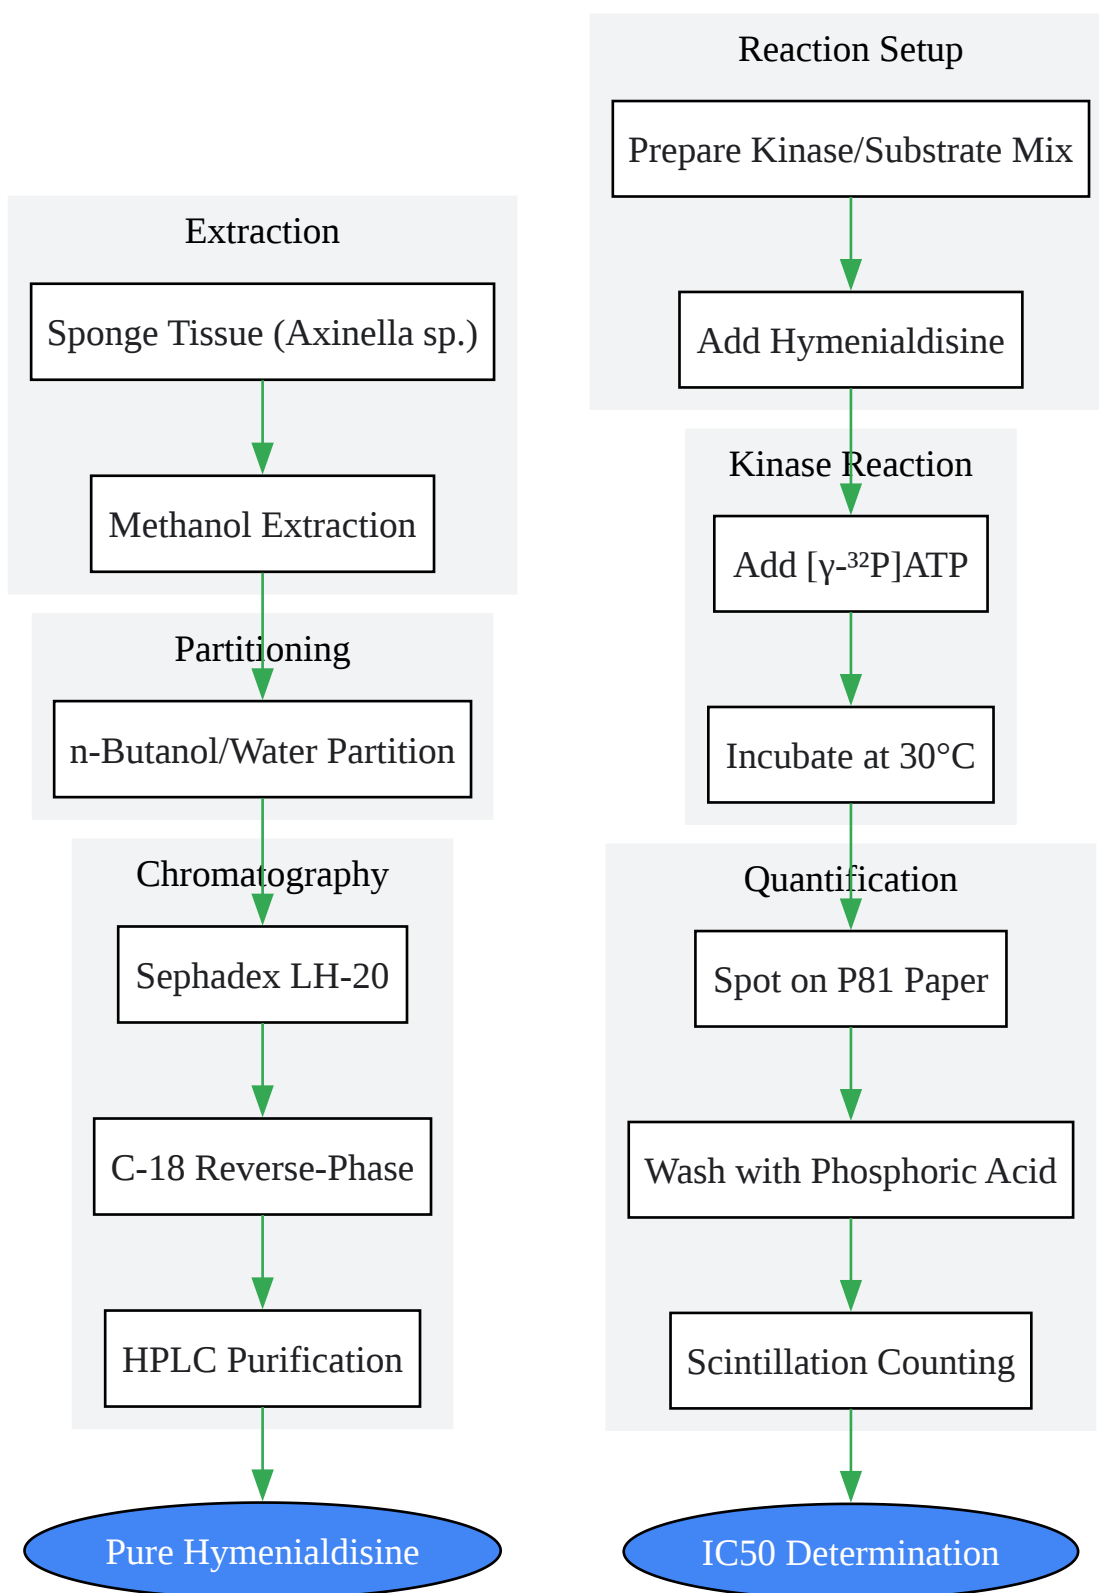 Extraction
Sponge Tissue (Axinella sp.)
Methanol Extraction
Partitioning
n-Butanol/Water Partition
Chromatography
Sephadex LH-20
C-18 Reverse-Phase
HPLC Purification
Pure Hymenialdisine
Reaction Setup
Prepare Kinase/Substrate Mix
Add Hymenialdisine
Kinase Reaction
Add [γ-³²P]ATP
Incubate at 30°C
Quantification
Spot on P81 Paper
Wash with Phosphoric Acid
Scintillation Counting
IC50 Determination